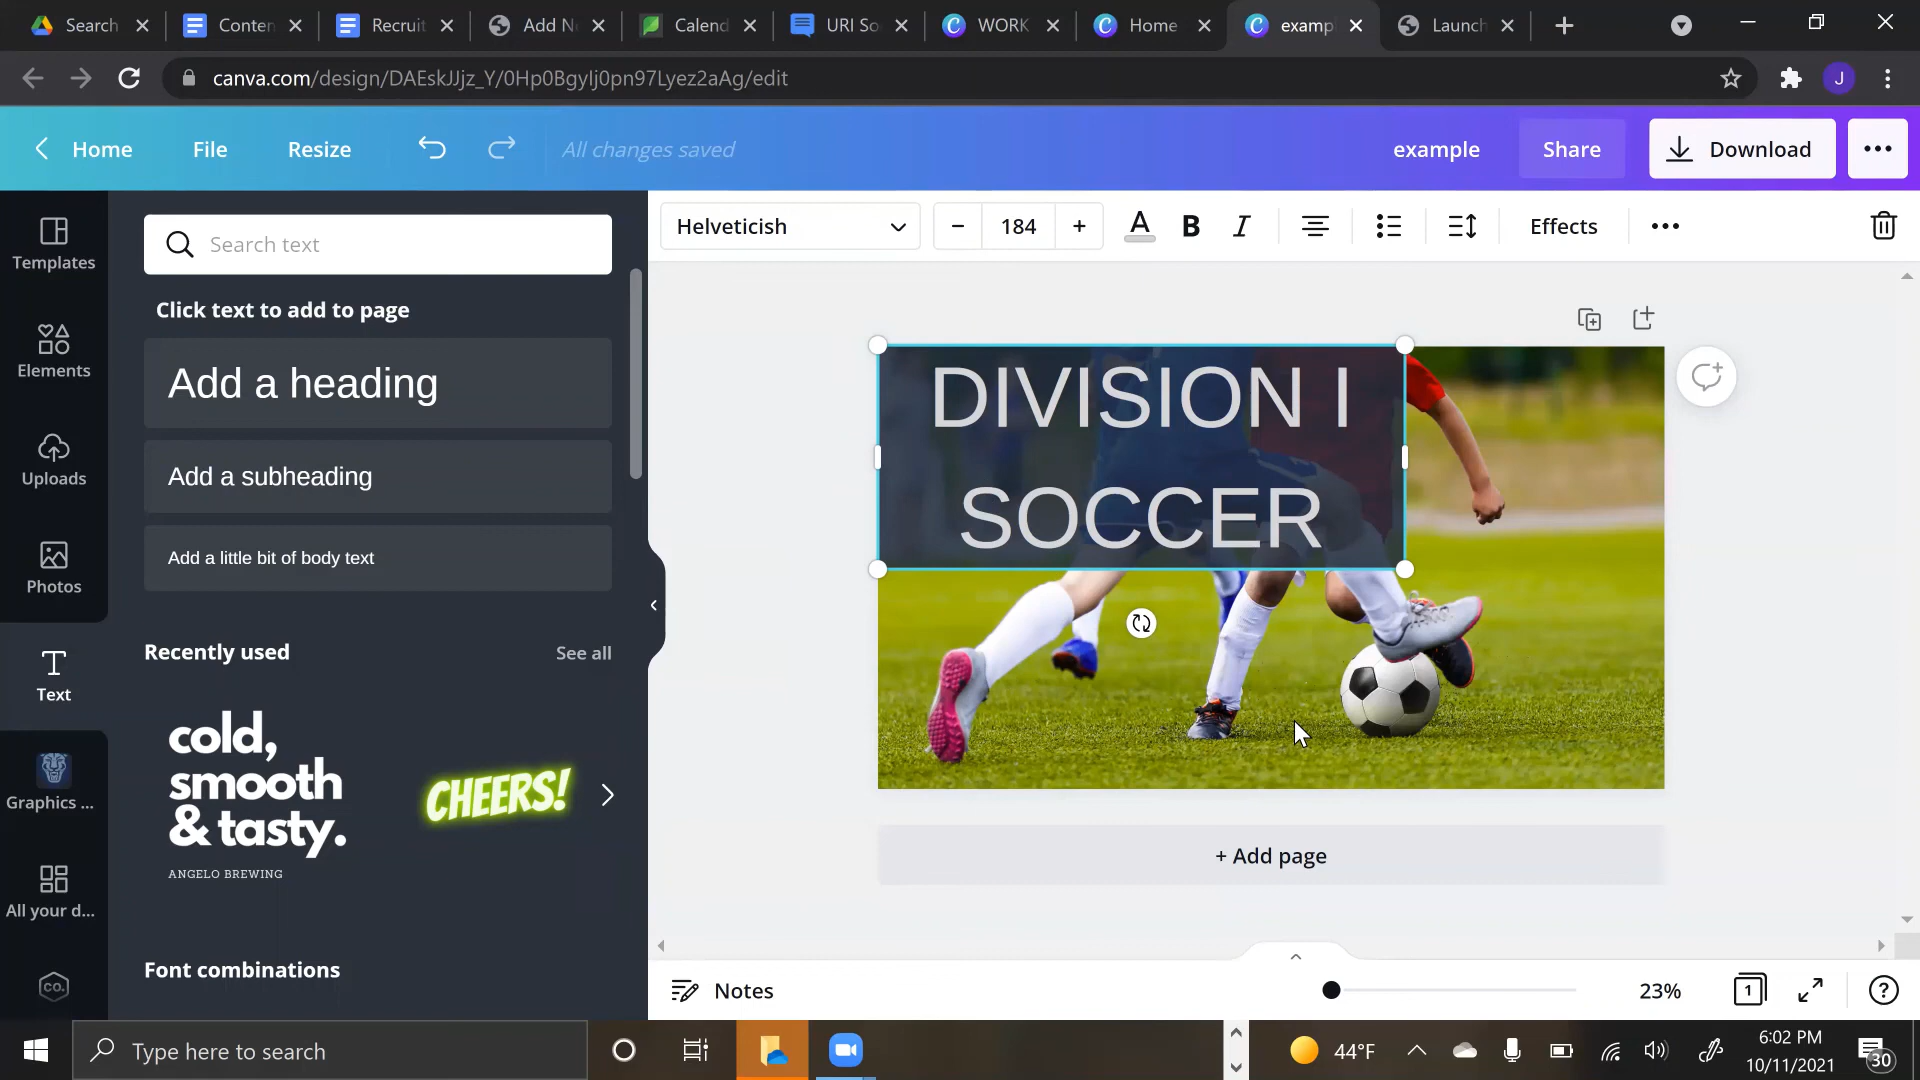 Search
Conten
Recruit
Add N
Calend
URI So
WORK
Home
examp
Launch
canva.com/design/DAEskJJjz_Y/0Hp0BgyIj0pn97Lyez2aAg/edit
J
Home
File
Resize
All changes saved
example
Share
Download
Templates
Elements
Uploads
Photos
Text
Graphics ...
All your d...
co.
Search text
Click text to add to page
Add a heading
Add a subheading
Add a little bit of body text
Recently used
See all
cold,
smooth
& tasty.
ANGELO BREWING
CHEERS!
Font combinations
Helveticish
184
A
B
I
Effects
DIVISION I
SOCCER
+ Add page
Notes
23%
1
?
Type here to search
44°F
6:02 PM
10/11/2021
30